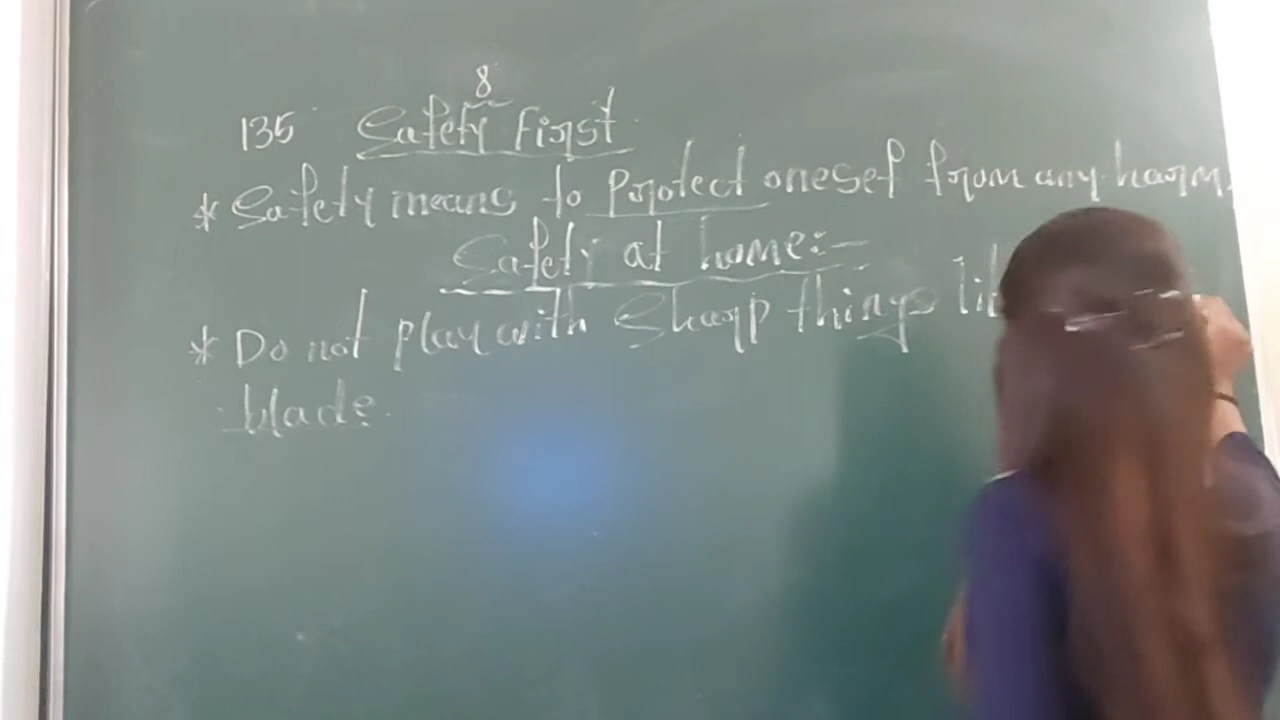 8
135 Safety First
* Safety means to Protect onesef from any harm.
Safety at home:-
* Do not play with Sharp things
blade.